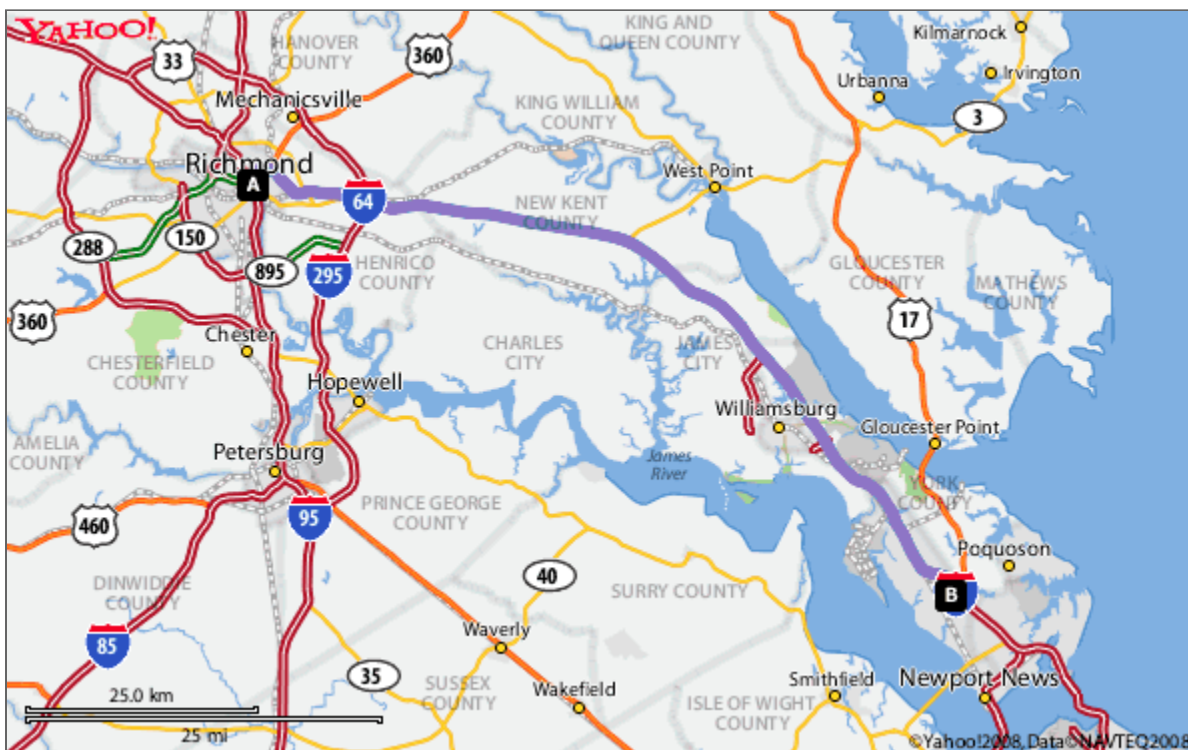 YAHOO!
HANOVER
COUNTY
33
360
KING AND
QUEEN COUNTY
Kilmarnock
Irvington
Urbanna
3
Mechanicsville
KING WILLIAM
COUNTY
Richmond
A
64
West Point
NEW KENT
COUNTY
288
150
895
HENRICO
COUNTY
295
GLOUCESTER
COUNTY
MATHEWS
COUNTY
17
360
Chester
CHESTERFIELD
COUNTY
CHARLES
CITY
JAMES
CITY
Hopewell
Williamsburg
Gloucester Point
AMELIA
COUNTY
Petersburg
James
River
YORK
COUNTY
PRINCE GEORGE
COUNTY
95
460
Poquoson
40
B
DINWIDDIE
COUNTY
SURRY COUNTY
85
Waverly
35
SUSSEX
COUNTY
Wakefield
Smithfield
Newport News
ISLE OF WIGHT
COUNTY
25.0 km
25 mi
©Yahoo!2008, Data©NAVTEQ2008